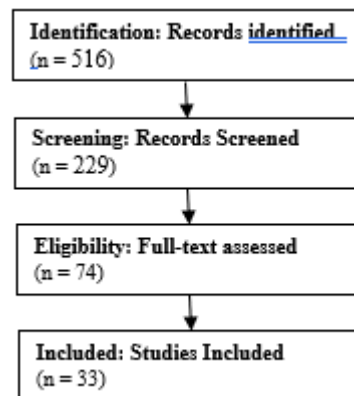 Identification: Records identified
(n = 516)
Screening: Records Screened
(n = 229)
Eligibility: Full-text assessed
(n = 74)
Included: Studies Included
(n = 33)